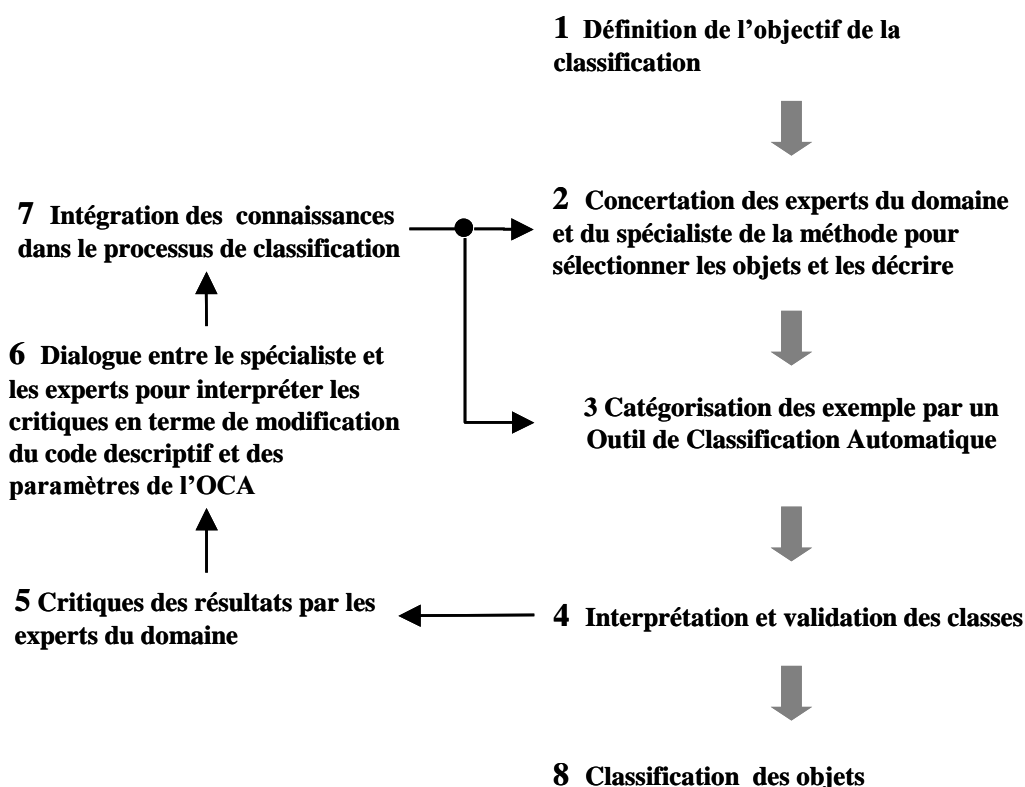 1 Définition de l’objectif de la
classification
2 Concertation des experts du domaine
et du spécialiste de la méthode pour
sélectionner les objets et les décrire
3 Catégorisation des exemple par un
Outil de Classification Automatique
4 Interprétation et validation des classes
5 Critiques des résultats par les
experts du domaine
6 Dialogue entre le spécialiste et
les experts pour interpréter les
critiques en terme de modification
du code descriptif et des
paramètres de l’OCA
7 Intégration des connaissances
dans le processus de classification
8 Classification des objets